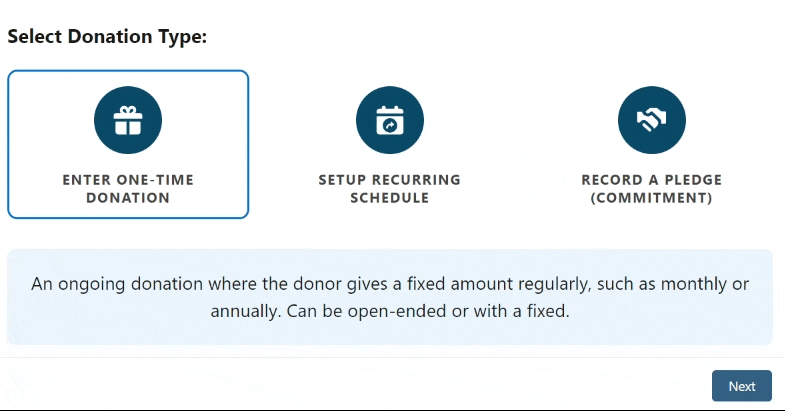 Select Donation Type:
ENTER ONE-TIME
DONATION
SETUP RECURRING
SCHEDULE
RECORD A PLEDGE
(COMMITMENT)
An ongoing donation where the donor gives a fixed amount regularly, such as monthly or
annually. Can be open-ended or with a fixed.
Next